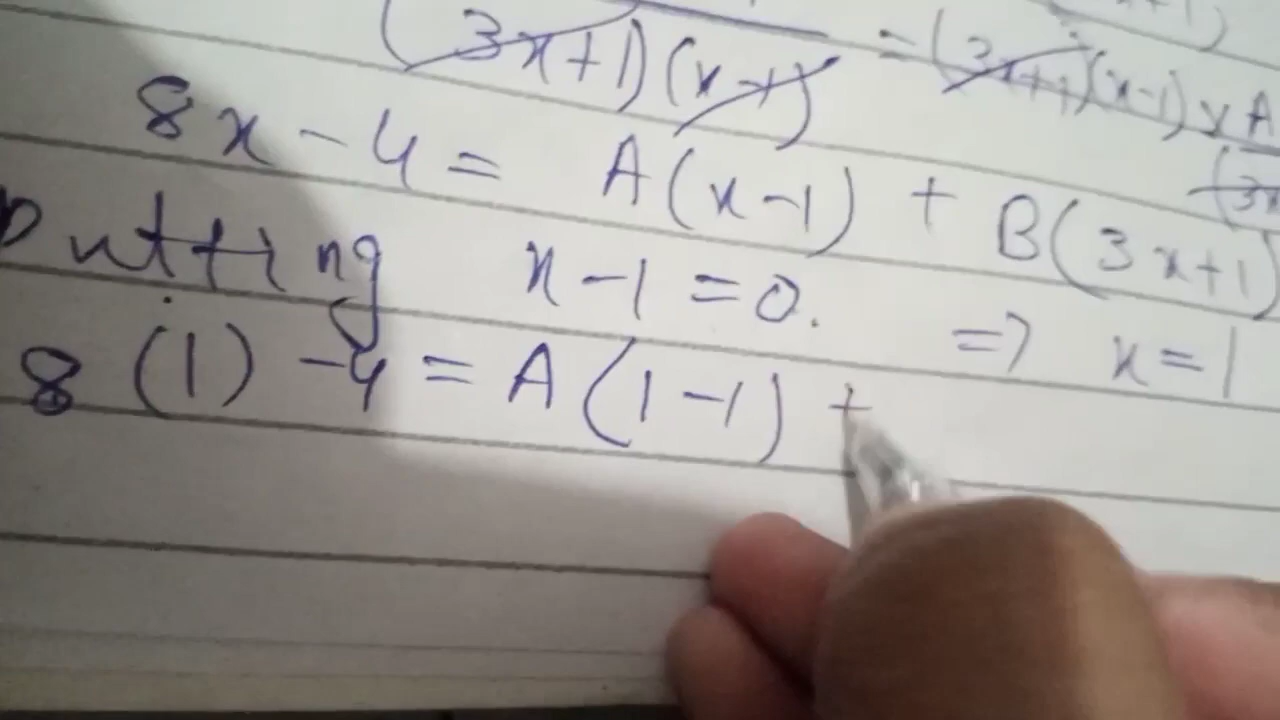 (3x+1)(x-1) = (3x+1)(x-1) x A
8x - 4 = A(x-1) + B(3x+1)
putting x-1=0. => x=1
8(1) -4 = A(1-1) +